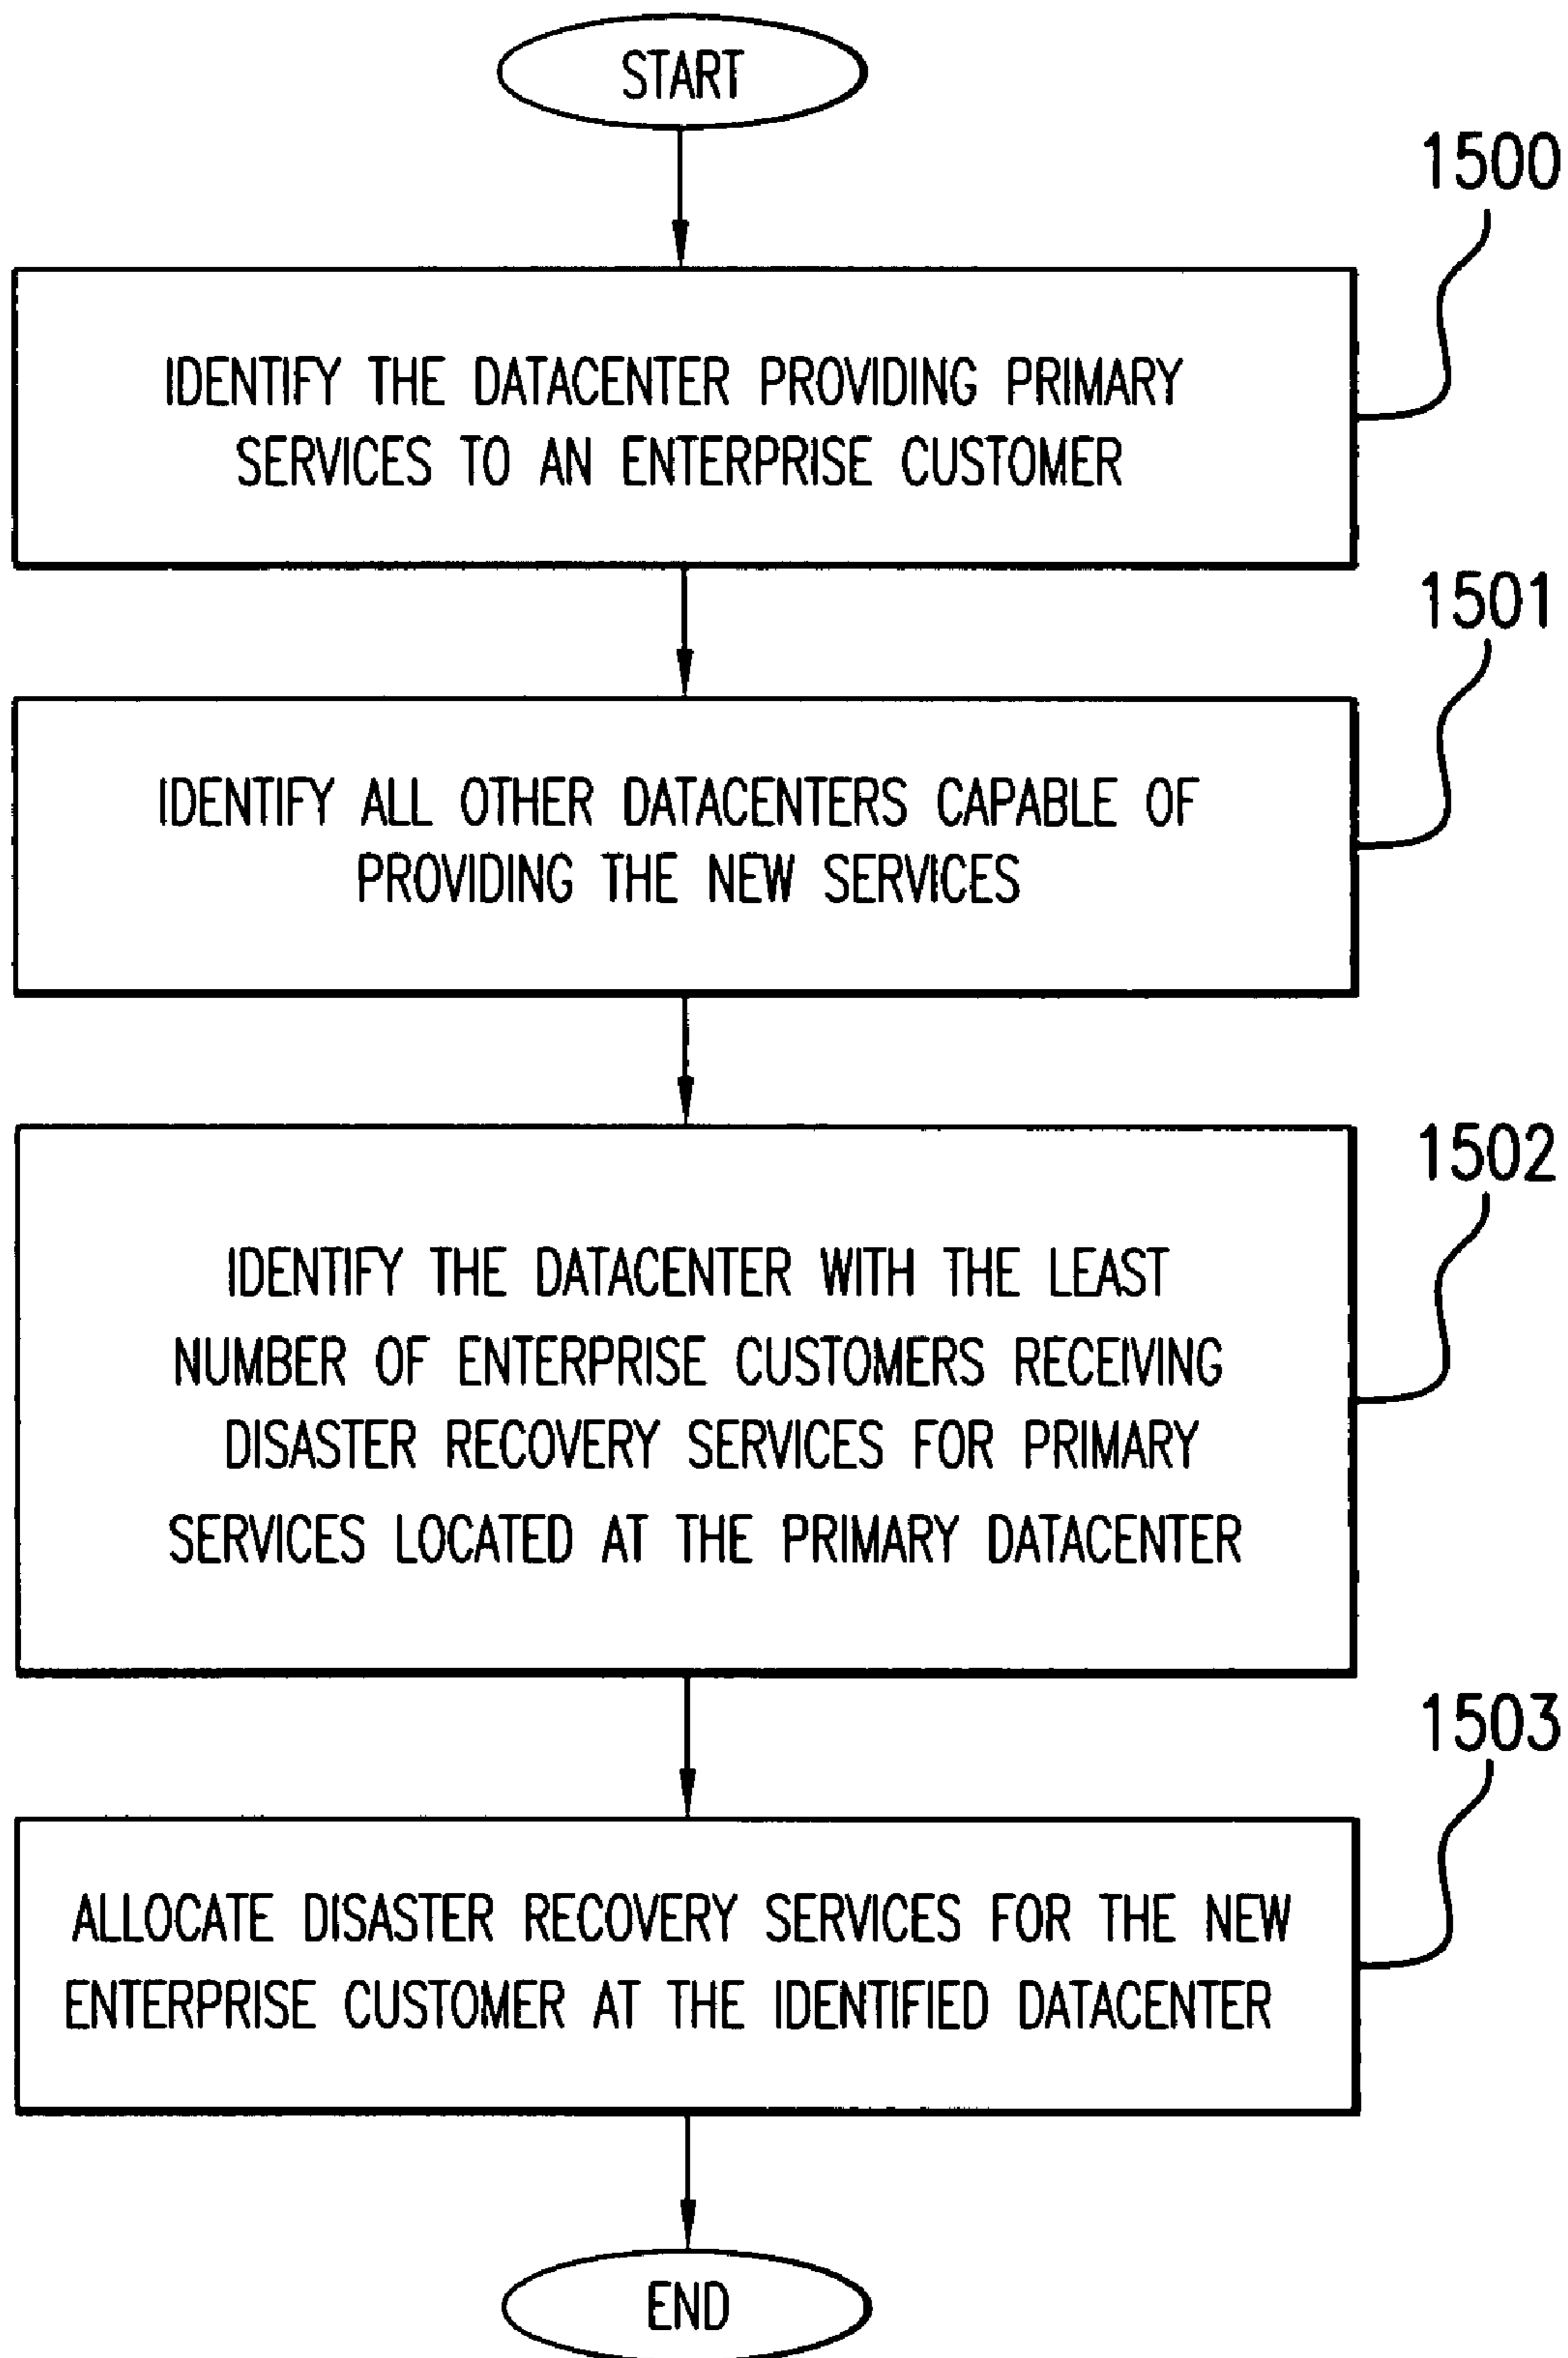 START
1500
IDENTIFY THE DATACENTER PROVIDING PRIMARY
SERVICES TO AN ENTERPRISE CUSTOMER
1501
IDENTIFY ALL OTHER DATACENTERS CAPABLE OF
PROVIDING THE NEW SERVICES
1502
IDENTIFY THE DATACENTER WITH THE LEAST
NUMBER OF ENTERPRISE CUSTOMERS RECEIVING
DISASTER RECOVERY SERVICES FOR PRIMARY
SERVICES LOCATED AT THE PRIMARY DATACENTER
1503
ALLOCATE DISASTER RECOVERY SERVICES FOR THE NEW
ENTERPRISE CUSTOMER AT THE IDENTIFIED DATACENTER
END